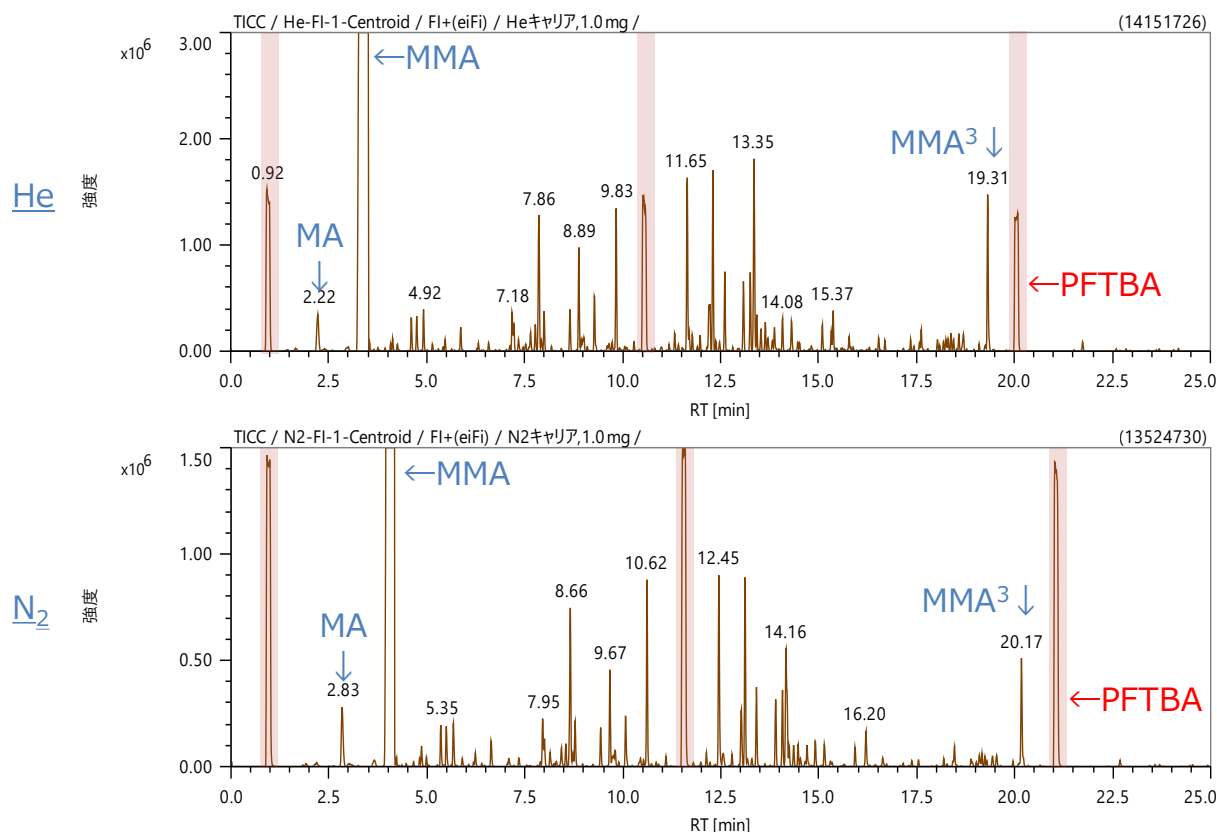 TICC / He-FI-1-Centroid / FI+(eiFi) / Heキャリア,1.0 mg / (14151726)
x10⁶
3.00
2.00
1.00
0.00
強度
He
←MMA
MMA³ ↓
MA
↓
←PFTBA
0.92
2.22
4.92
7.18
7.86
8.89
9.83
11.65
13.35
14.08
15.37
19.31
0.0 2.5 5.0 7.5 10.0 12.5 15.0 17.5 20.0 22.5 25.0
RT [min]
TICC / N2-FI-1-Centroid / FI+(eiFi) / N2キャリア,1.0 mg / (13524730)
x10⁶
1.50
1.00
0.50
0.00
強度
N₂
←MMA
MMA³ ↓
MA
↓
←PFTBA
2.83
5.35
7.95
8.66
9.67
10.62
12.45
14.16
16.20
20.17
0.0 2.5 5.0 7.5 10.0 12.5 15.0 17.5 20.0 22.5 25.0
RT [min]